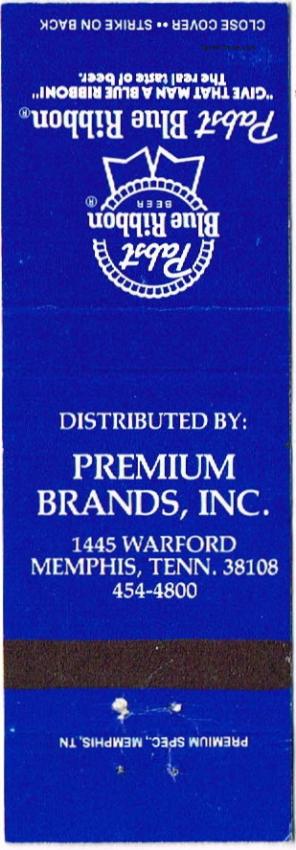 CLOSE COVER •• STRIKE ON BACK
"GIVE THAT MAN A BLUE RIBBON!"
The real taste of beer.
Pabst Blue Ribbon®
Pabst
Blue Ribbon®
BEER
DISTRIBUTED BY:
PREMIUM
BRANDS, INC.
1445 WARFORD
MEMPHIS, TENN. 38108
454-4800
PREMIUM SPEC., MEMPHIS, TN